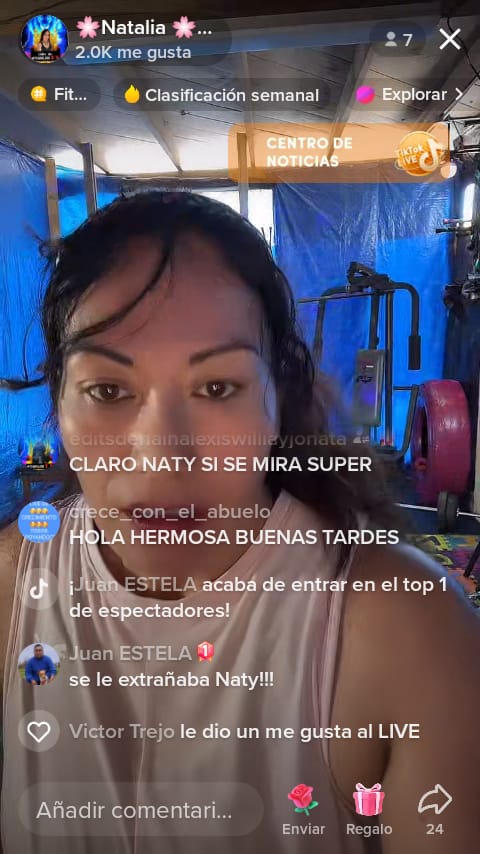 Natalia ...
2.0K me gusta
7
Fit...
Clasificación semanal
Explorar
CENTRO DE
NOTICIAS
TikTok
LIVE
CLARO NATY SI SE MIRA SUPER
crece_con_el_abuelo
HOLA HERMOSA BUENAS TARDES
¡Juan ESTELA acaba de entrar en el top 1
de espectadores!
Juan ESTELA 1
se le extrañaba Naty!!!
Victor Trejo le dio un me gusta al LIVE
Añadir comentari...
Enviar
Regalo
24